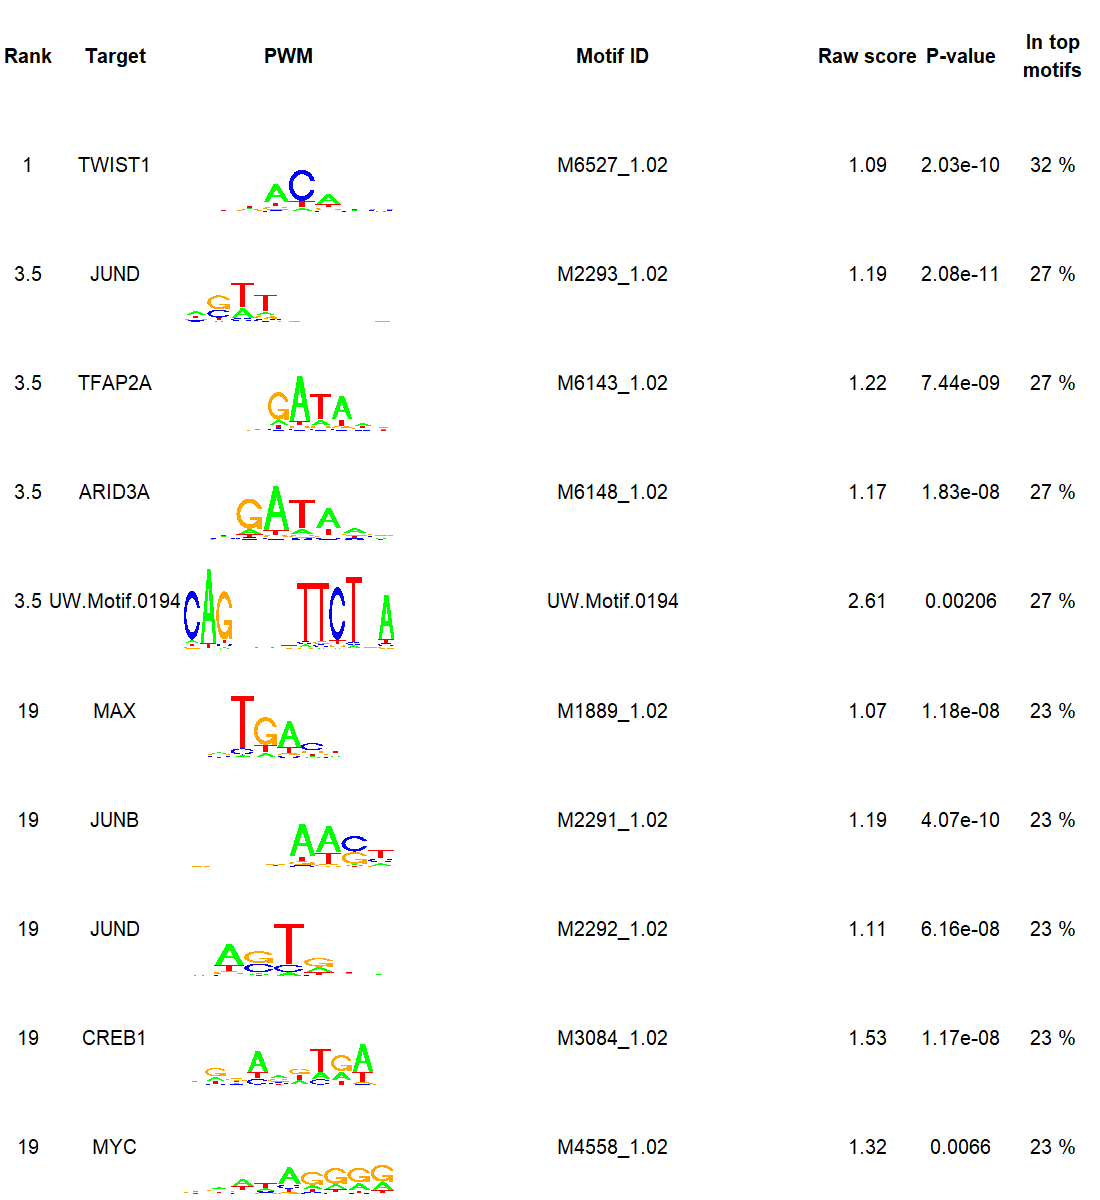 Rank Target PWM Motif ID Raw score P-value In top motifs
1 TWIST1 M6527_1.02 1.09 2.03e-10 32 %
3.5 JUND M2293_1.02 1.19 2.08e-11 27 %
3.5 TFAP2A M6143_1.02 1.22 7.44e-09 27 %
3.5 ARID3A M6148_1.02 1.17 1.83e-08 27 %
3.5 UW.Motif.0194 CAG TTCT A UW.Motif.0194 2.61 0.00206 27 %
19 MAX M1889_1.02 1.07 1.18e-08 23 %
19 JUNB M2291_1.02 1.19 4.07e-10 23 %
19 JUND M2292_1.02 1.11 6.16e-08 23 %
19 CREB1 M3084_1.02 1.53 1.17e-08 23 %
19 MYC M4558_1.02 1.32 0.0066 23 %